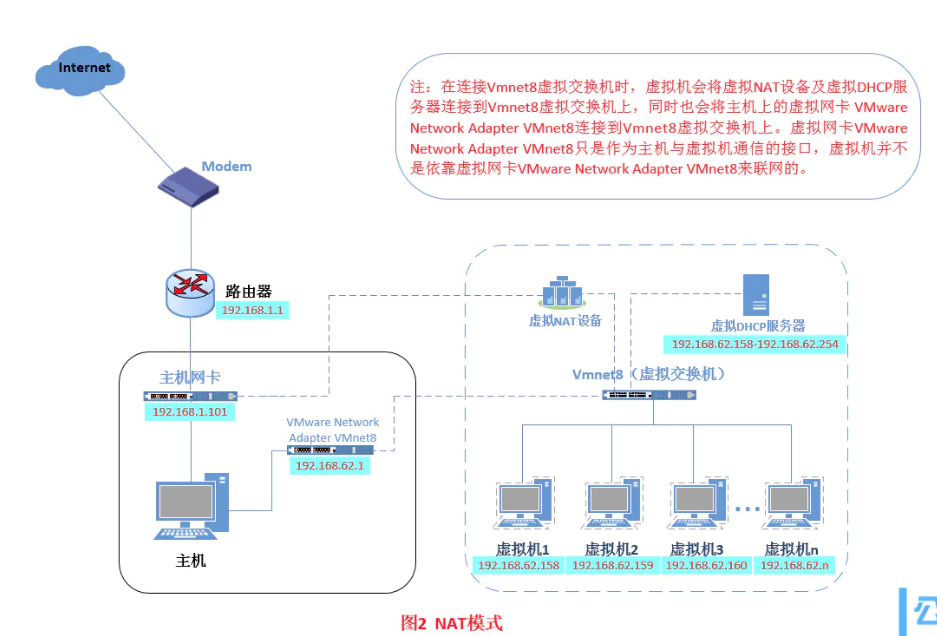 Internet
注：在连接Vmnet8虚拟交换机时，虚拟机会将虚拟NAT设备及虚拟DHCP服
务器连接到Vmnet8虚拟交换机上，同时也会将主机上的虚拟网卡 VMware
Network Adapter VMnet8连接到Vmnet8虚拟交换机上。虚拟网卡VMware
Network Adapter VMnet8只是作为主机与虚拟机通信的接口，虚拟机并不
是依靠虚拟网卡VMware Network Adapter VMnet8来联网的。
Modem
路由器
192.168.1.1
虚拟NAT设备
虚拟DHCP服务器
192.168.62.158-192.168.62.254
主机网卡
192.168.1.101
Vmnet8（虚拟交换机）
VMware Network
Adapter VMnet8
192.168.62.1
主机
虚拟机1
192.168.62.158
虚拟机2
192.168.62.159
虚拟机3
192.168.62.160
虚拟机n
192.168.62.n
图2 NAT模式